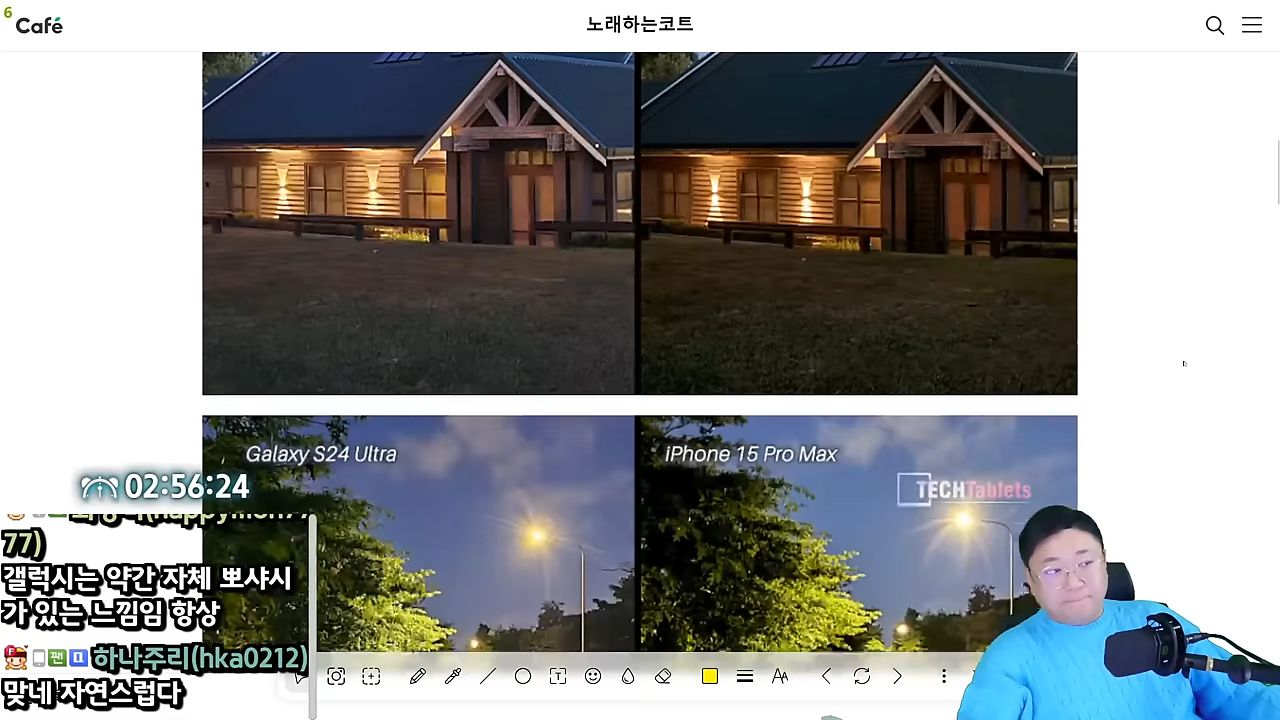 6
Café
노래하는코트
Galaxy S24 Ultra
iPhone 15 Pro Max
TECHTablets
02:56:24
77)
갤럭시는 약간 자체 뽀샤시
가 있는 느낌임 항상
F 팬 하나주리(hka0212)
맞네 자연스럽다